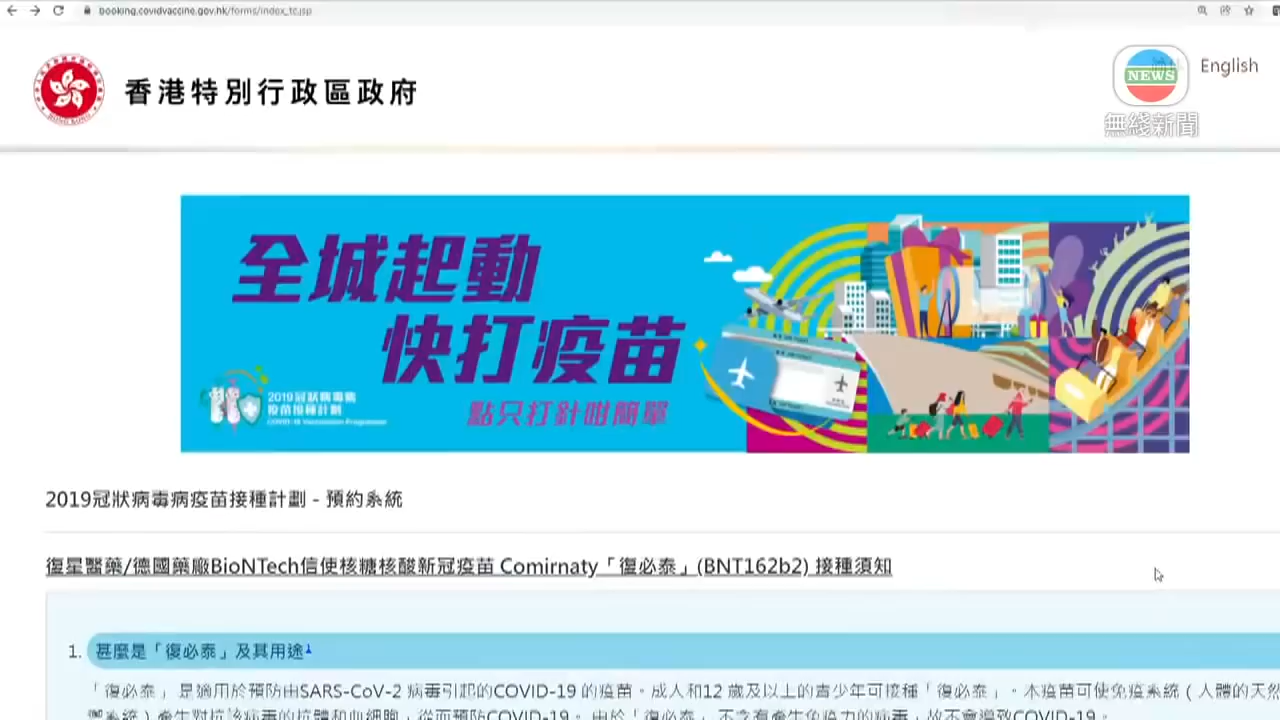 booking.covidvaccine.gov.hk/forms/index_tc.jsp
香港特別行政區政府
English
NEWS
無綫新聞
全城起動
快打疫苗
點只打針咁簡單
2019冠狀病毒病
疫苗接種計劃
COVID-19 Vaccination Programme
2019冠狀病毒病疫苗接種計劃 - 預約系統
復星醫藥/德國藥廠BioNTech信使核糖核酸新冠疫苗 Comirnaty「復必泰」(BNT162b2) 接種須知
1. 甚麼是「復必泰」及其用途1
「復必泰」 是適用於預防由SARS-CoV-2 病毒引起的COVID-19 的疫苗。成人和12 歲及以上的青少年可接種「復必泰」。本疫苗可使免疫系統（人體的天然
禦系統）產生對抗該病毒的抗體和血細胞，從而預防COVID-19。 由於「復必泰」 不含有產生免疫力的病毒，故不會導致COVID-19。